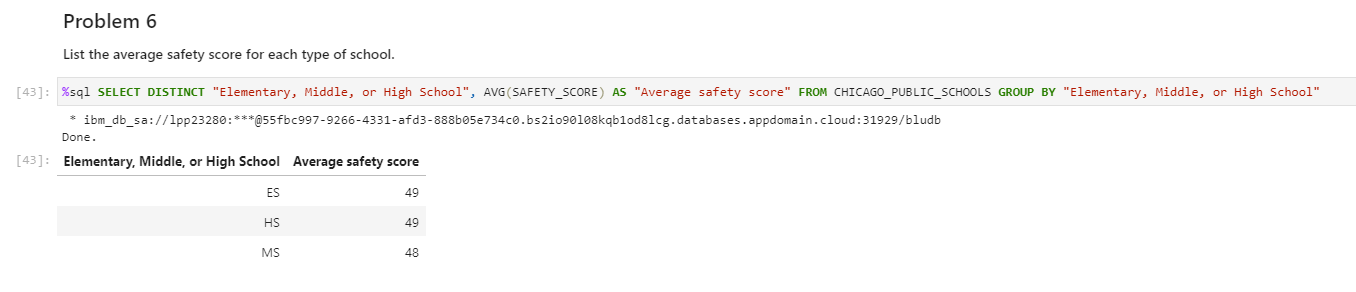 Problem 6
List the average safety score for each type of school.
[43]: %sql SELECT DISTINCT "Elementary, Middle, or High School", AVG(SAFETY_SCORE) AS "Average safety score" FROM CHICAGO_PUBLIC_SCHOOLS GROUP BY "Elementary, Middle, or High School"
* ibm_db_sa://lpp23280:***@55fbc997-9266-4331-afd3-888b05e734c0.bs2io90l08kqb1od8lcg.databases.appdomain.cloud:31929/bludb
Done.
[43]: Elementary, Middle, or High School Average safety score
ES 49
HS 49
MS 48